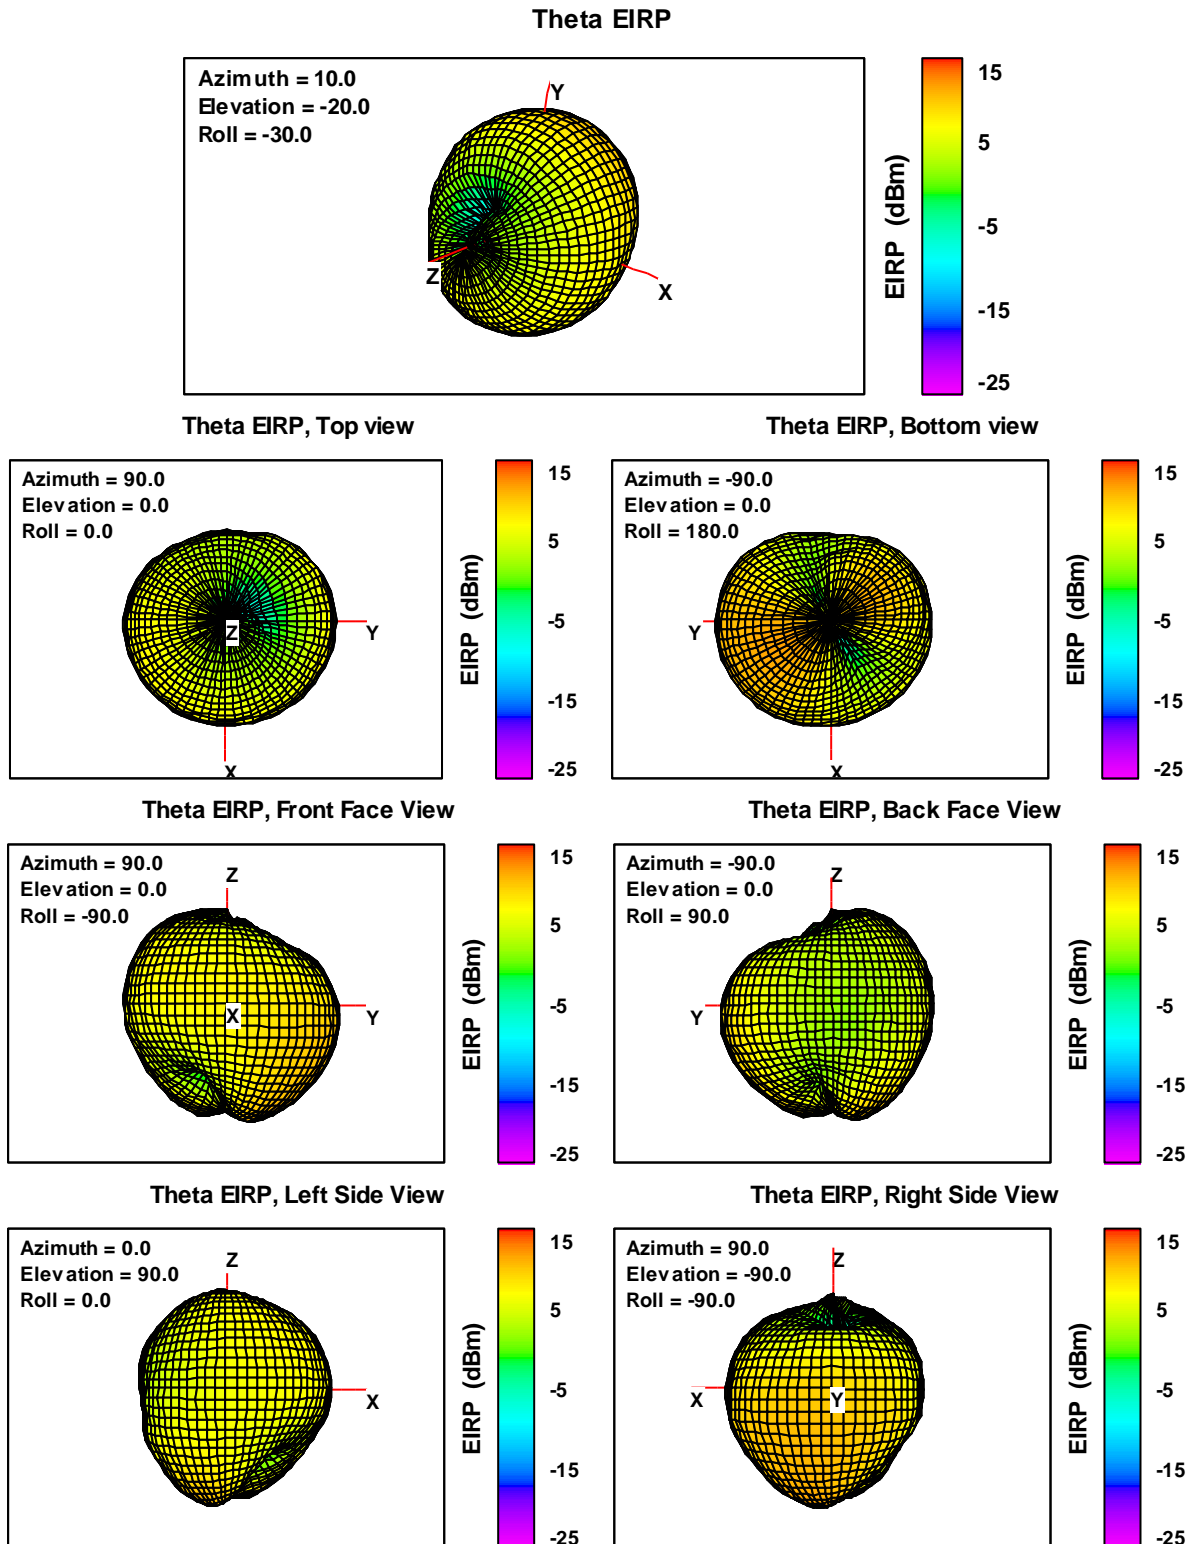 Theta EIRP
Azimuth = 10.0
Elevation = -20.0
Roll = -30.0
Y
Z
X
EIRP (dBm)
15
5
-5
-15
-25
Theta EIRP, Top view
Azimuth = 90.0
Elevation = 0.0
Roll = 0.0
Z
Y
X
EIRP (dBm)
15
5
-5
-15
-25
Theta EIRP, Bottom view
Azimuth = -90.0
Elevation = 0.0
Roll = 180.0
Y
X
EIRP (dBm)
15
5
-5
-15
-25
Theta EIRP, Front Face View
Azimuth = 90.0
Elevation = 0.0
Roll = -90.0
Z
X
Y
EIRP (dBm)
15
5
-5
-15
-25
Theta EIRP, Back Face View
Azimuth = -90.0
Elevation = 0.0
Roll = 90.0
Z
Y
EIRP (dBm)
15
5
-5
-15
-25
Theta EIRP, Left Side View
Azimuth = 0.0
Elevation = 90.0
Roll = 0.0
Z
X
EIRP (dBm)
15
5
-5
-15
-25
Theta EIRP, Right Side View
Azimuth = 90.0
Elevation = -90.0
Roll = -90.0
Z
X
Y
EIRP (dBm)
15
5
-5
-15
-25